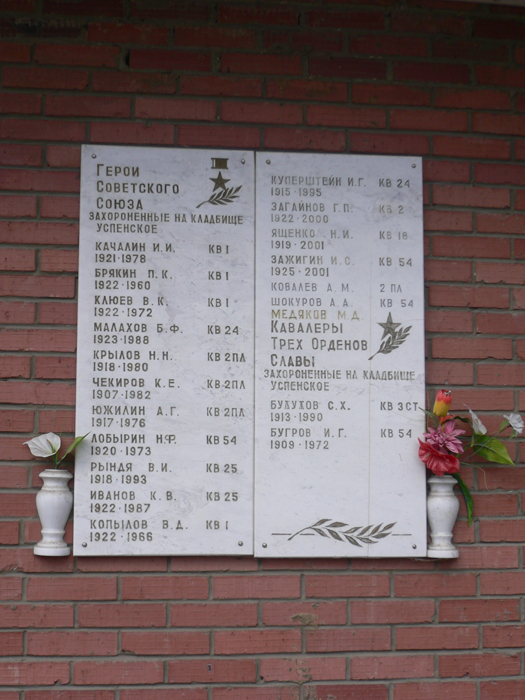 Герои
Советского
Союза
захороненные на кладбище
Успенское
Качалин И.И. кв 1
1921-1978
Брякин П.К. кв 1
1922-1960
Клюев В.К. кв 1
1922-1972
Малахов Б.Ф. кв 24
1923-1988
Крылов Н.Н. кв 2пл
1918-1980
Чекиров К.Е. кв 2пл
1907-1982
Южилин А.Г. кв 2пл
1917-1976
Лобырин Н.Ф. кв 54
1920-1973
Рындя В.И. кв 25
1918-1993
Иванов К.В. кв 25
1922-1987
Копылов В.Д. кв 1
1922-1966
Куперштейн И.Г. кв 24
1915-1995
Загайнов Г.П. кв 2
1922-2000
Ященко Н.И. кв 18
1919-2001
Зажигин И.С. кв 54
1925-2001
Ковалев А.М. 2 пл
Шокуров А.А. кв 54
Медяков М.Д.
Кавалеры
Трех Орденов
Славы
захороненные на кладбище
Успенское
Бухухов С.Х. кв 3ст
1913-1990
Бугров И.Г. кв 54
1909-1972